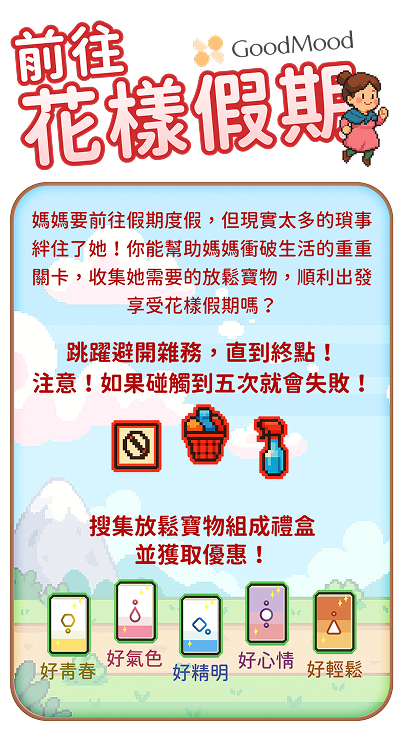 GoodMood
前往
花樣假期
媽媽要前往假期度假，但現實太多的瑣事
絆住了她！你能幫助媽媽衝破生活的重重
關卡，收集她需要的放鬆寶物，順利出發
享受花樣假期嗎？
跳躍避開雜務，直到終點！
注意！如果碰觸到五次就會失敗！
搜集放鬆寶物組成禮盒
並獲取優惠！
好青春
好氣色
好精明
好心情
好輕鬆